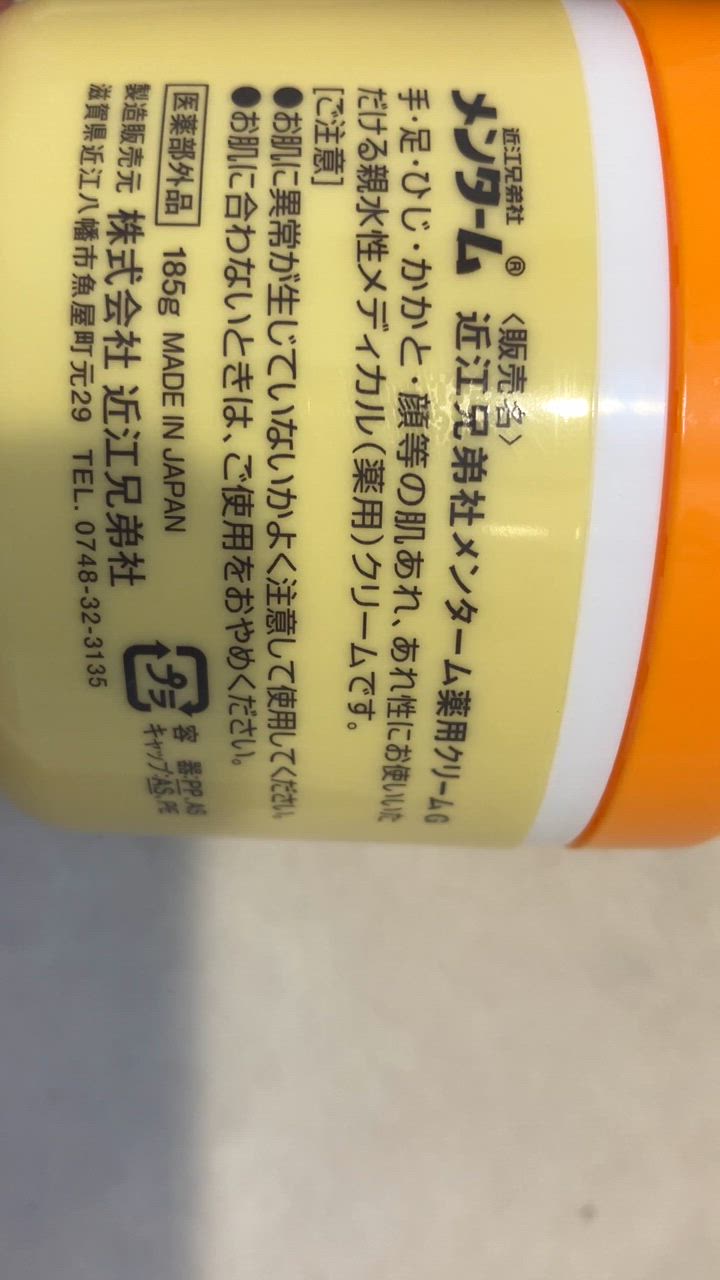 近江兄弟社
メンターム®
〈販売名〉
近江兄弟社メンターム薬用クリームG
手・足・ひじ・かかと・顔等の肌あれ、あれ性にお使いいた
だける親水性メディカル(薬用)クリームです。
[ご注意]
●お肌に異常が生じていないかよく注意して使用してください。
●お肌に合わないときは、ご使用をおやめください。
医薬部外品 185g MADE IN JAPAN
製造販売元 株式会社 近江兄弟社
滋賀県近江八幡市魚屋町元29 TEL. 0748-32-3135
プラ
容器:PP,AS
キャップ:AS,PE